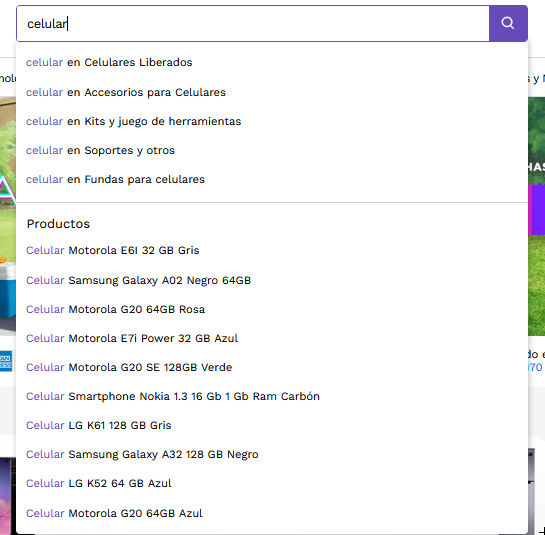 celular
celular en Celulares Liberados
celular en Accesorios para Celulares
celular en Kits y juego de herramientas
celular en Soportes y otros
celular en Fundas para celulares
Productos
Celular Motorola E6I 32 GB Gris
Celular Samsung Galaxy A02 Negro 64GB
Celular Motorola G20 64GB Rosa
Celular Motorola E7i Power 32 GB Azul
Celular Motorola G20 SE 128GB Verde
Celular Smartphone Nokia 1.3 16 Gb 1 Gb Ram Carbón
Celular LG K61 128 GB Gris
Celular Samsung Galaxy A32 128 GB Negro
Celular LG K52 64 GB Azul
Celular Motorola G20 64GB Azul